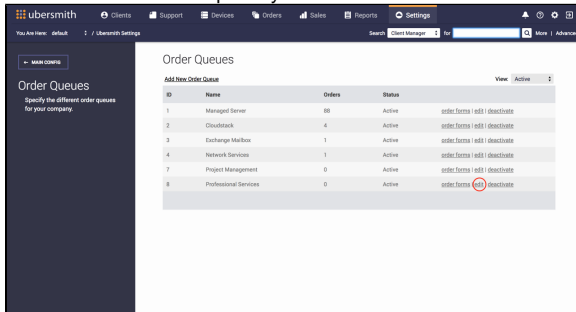 ubersmith Clients Support Devices Orders Sales Reports Settings
You Are Here: default / Ubersmith Settings Search Client Manager for More | Advance
← MAIN CONFIG
Order Queues
Specify the different order queues
for your company.
Order Queues
Add New Order Queue View: Active
ID Name Orders Status
1 Managed Server 88 Active order forms | edit | deactivate
2 Cloudstack 4 Active order forms | edit | deactivate
3 Exchange Mailbox 1 Active order forms | edit | deactivate
4 Network Services 1 Active order forms | edit | deactivate
7 Project Management 0 Active order forms | edit | deactivate
8 Professional Services 0 Active order forms | edit | deactivate